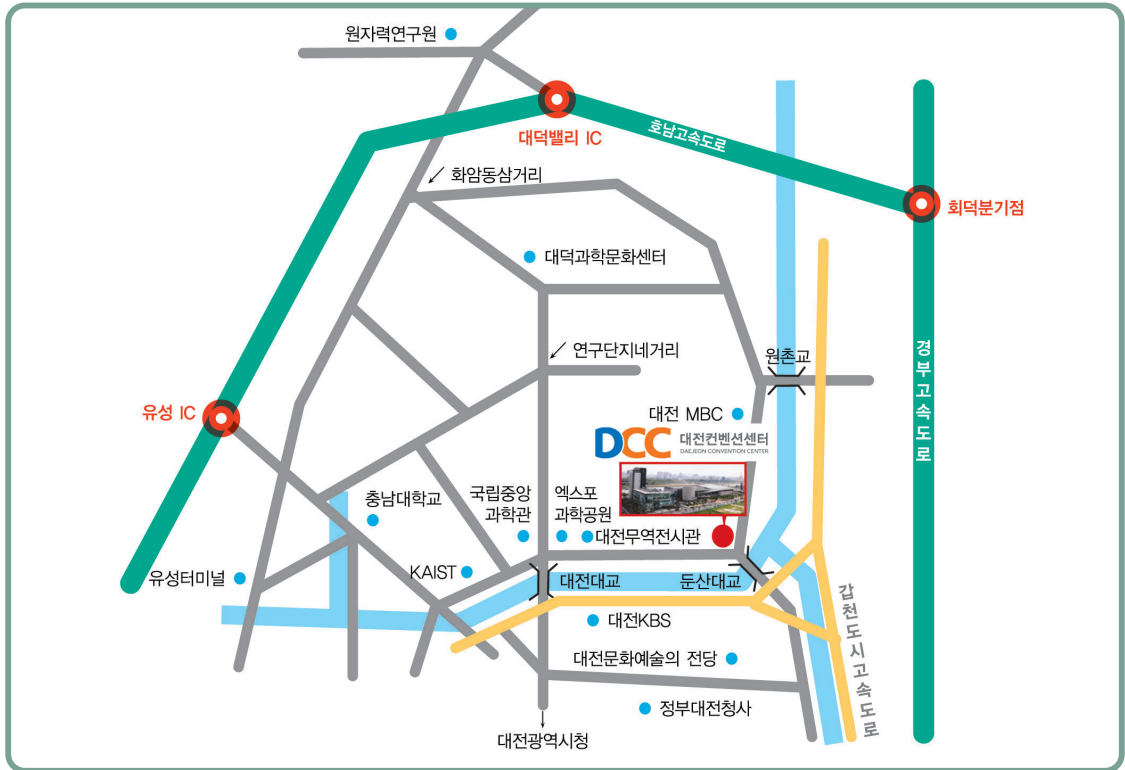 원자력연구원
대덕밸리 IC
호남고속도로
화암동삼거리
회덕분기점
대덕과학문화센터
연구단지네거리
원촌교
경부고속도로
유성 IC
대전 MBC
DCC 대전컨벤션센터
DAEJEON CONVENTION CENTER
충남대학교
국립중앙
과학관
엑스포
과학공원
대전무역전시관
유성터미널
KAIST
대전대교
둔산대교
갑천도시고속도로
대전KBS
대전문화예술의 전당
정부대전청사
대전광역시청